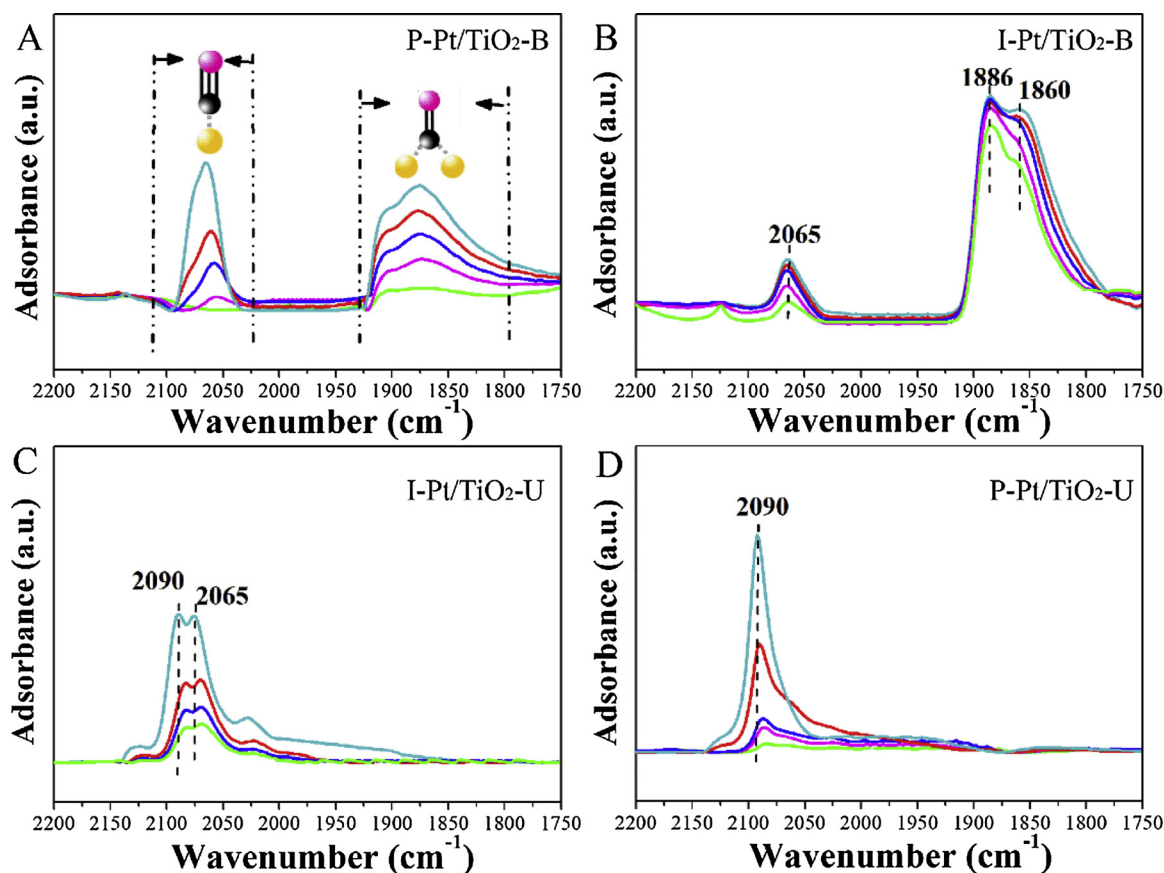 A
P-Pt/TiO₂-B
Adsorbance (a.u.)
2200 2150 2100 2050 2000 1950 1900 1850 1800 1750
Wavenumber (cm⁻¹)
B
I-Pt/TiO₂-B
1886
1860
2065
Adsorbance (a.u.)
2200 2150 2100 2050 2000 1950 1900 1850 1800 1750
Wavenumber (cm⁻¹)
C
I-Pt/TiO₂-U
2090
2065
Adsorbance (a.u.)
2200 2150 2100 2050 2000 1950 1900 1850 1800 1750
Wavenumber (cm⁻¹)
D
P-Pt/TiO₂-U
2090
Adsorbance (a.u.)
2200 2150 2100 2050 2000 1950 1900 1850 1800 1750
Wavenumber (cm⁻¹)